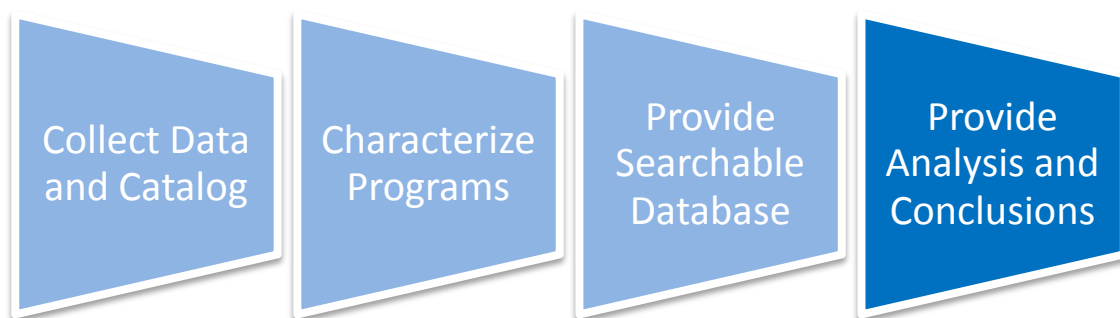 Collect Data
and Catalog
Characterize
Programs
Provide
Searchable
Database
Provide
Analysis and
Conclusions